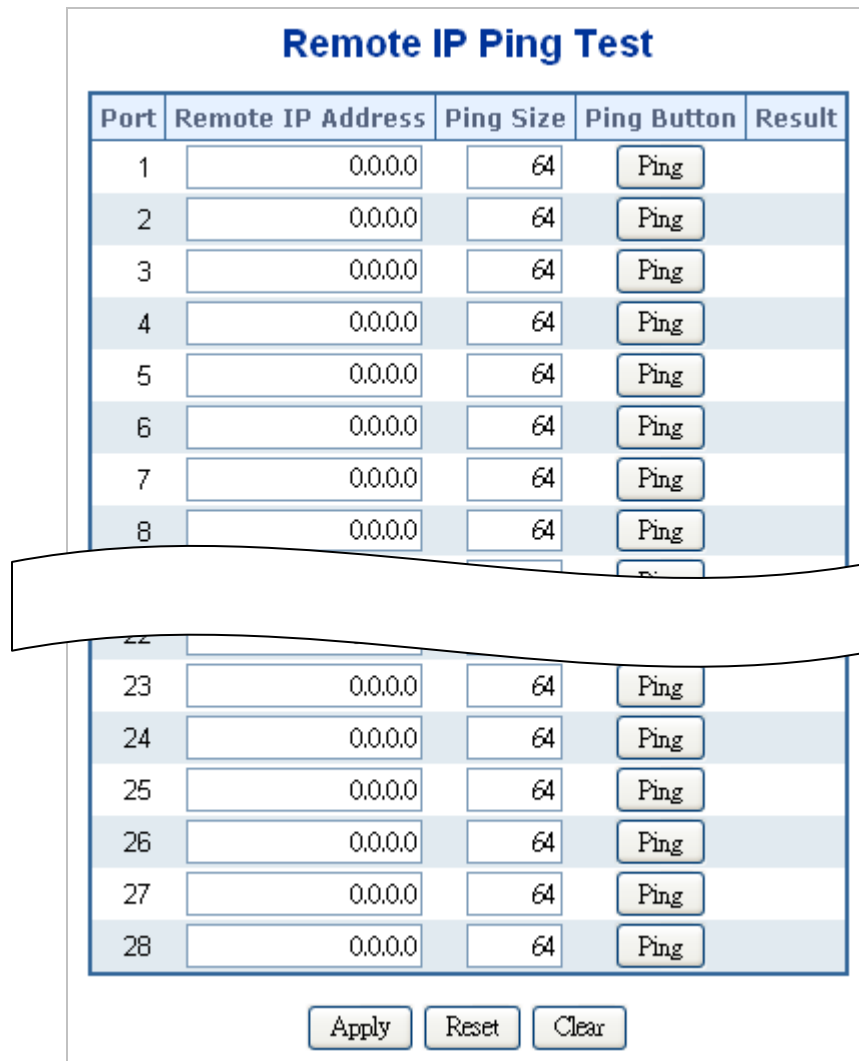 Remote IP Ping Test
Port Remote IP Address Ping Size Ping Button Result
1 0.0.0.0 64 Ping
2 0.0.0.0 64 Ping
3 0.0.0.0 64 Ping
4 0.0.0.0 64 Ping
5 0.0.0.0 64 Ping
6 0.0.0.0 64 Ping
7 0.0.0.0 64 Ping
8 0.0.0.0 64 Ping
23 0.0.0.0 64 Ping
24 0.0.0.0 64 Ping
25 0.0.0.0 64 Ping
26 0.0.0.0 64 Ping
27 0.0.0.0 64 Ping
28 0.0.0.0 64 Ping
Apply Reset Clear